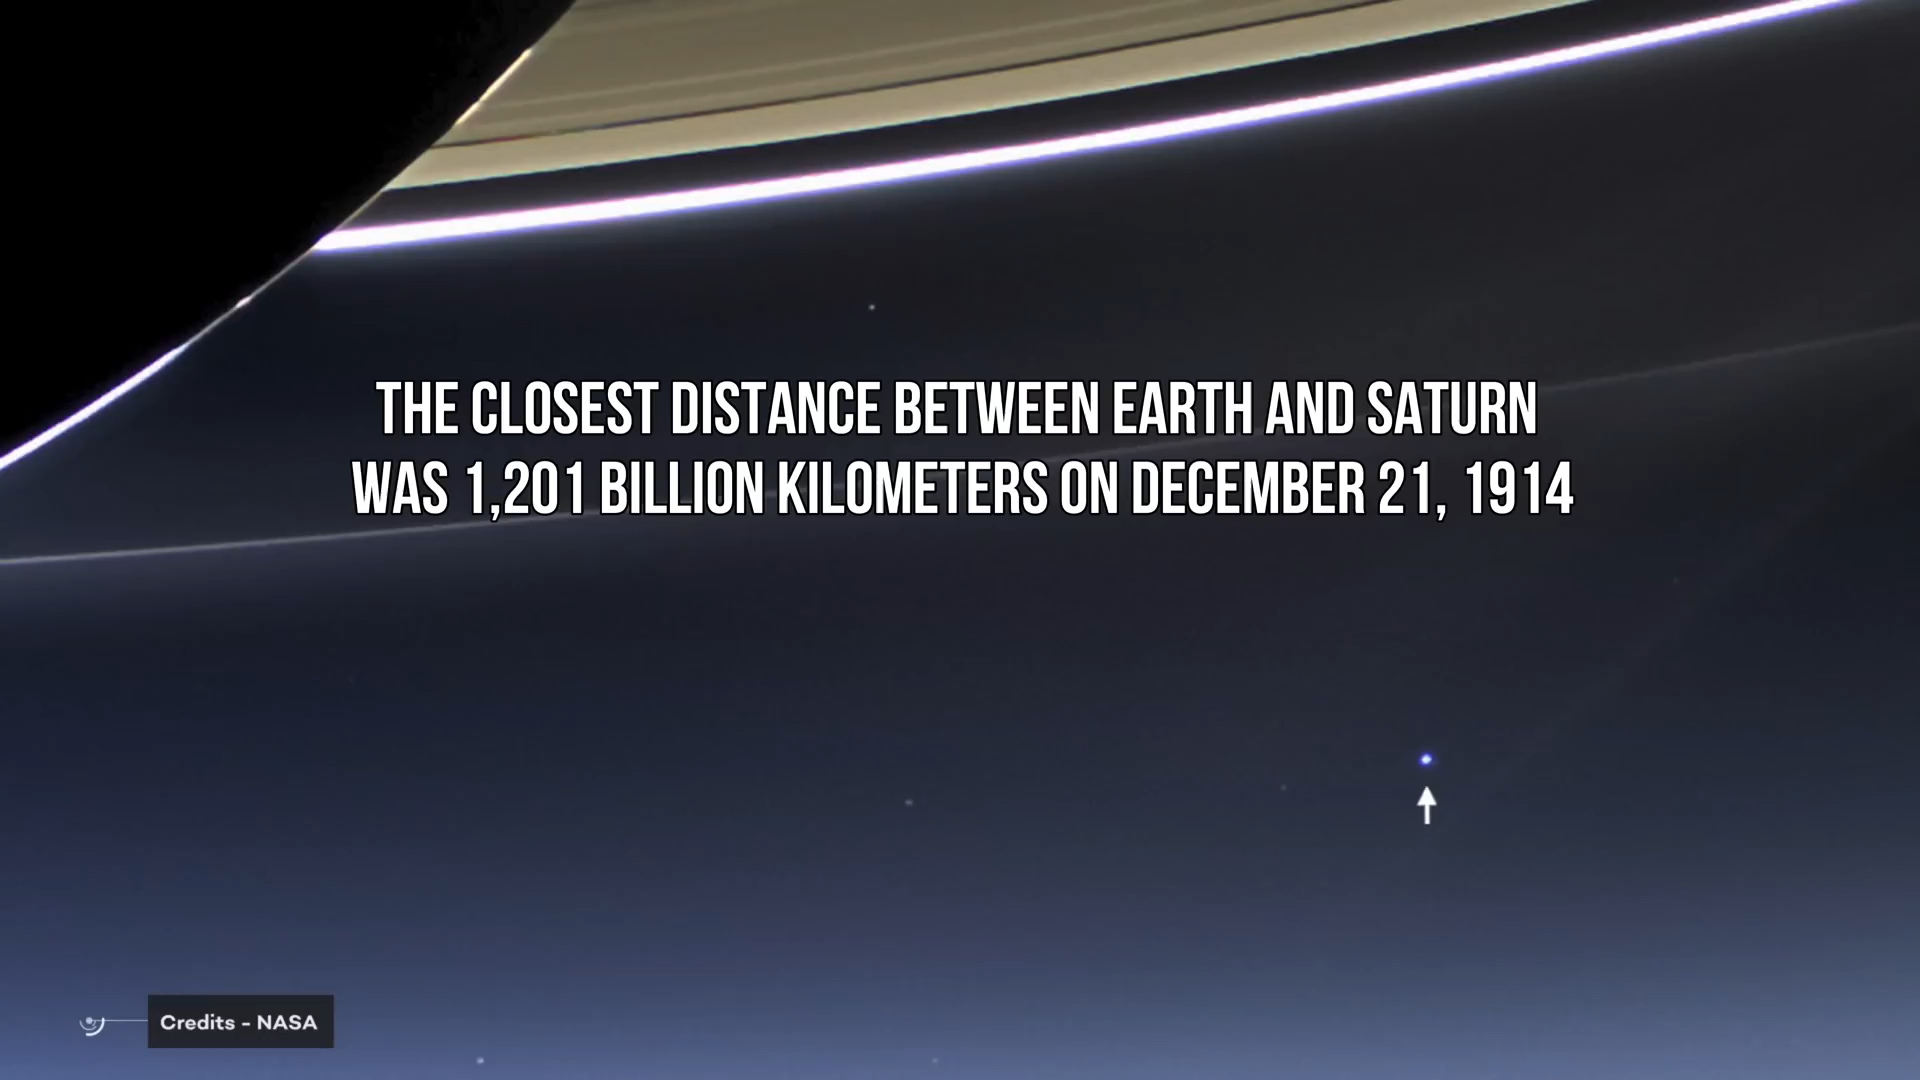 THE CLOSEST DISTANCE BETWEEN EARTH AND SATURN
WAS 1,201 BILLION KILOMETERS ON DECEMBER 21, 1914
Credits - NASA